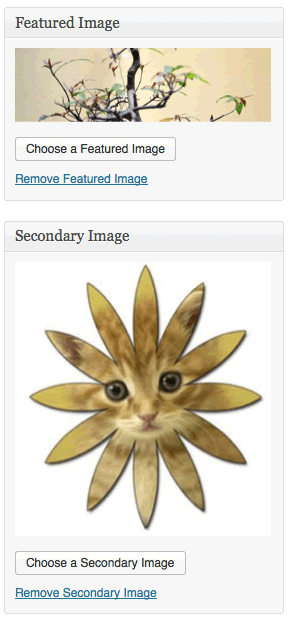 Featured Image
Choose a Featured Image
Remove Featured Image
Secondary Image
Choose a Secondary Image
Remove Secondary Image